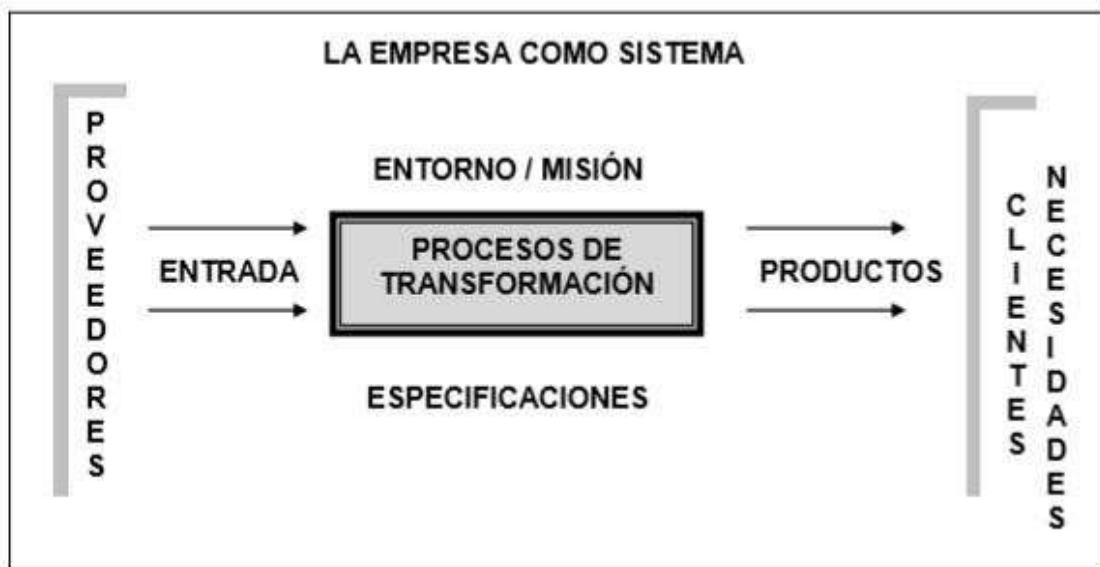 LA EMPRESA COMO SISTEMA
PROVEEDORES
ENTORNO / MISIÓN
ENTRADA
PROCESOS DE
TRANSFORMACIÓN
PRODUCTOS
ESPECIFICACIONES
CLIENTES
NECESIDADES